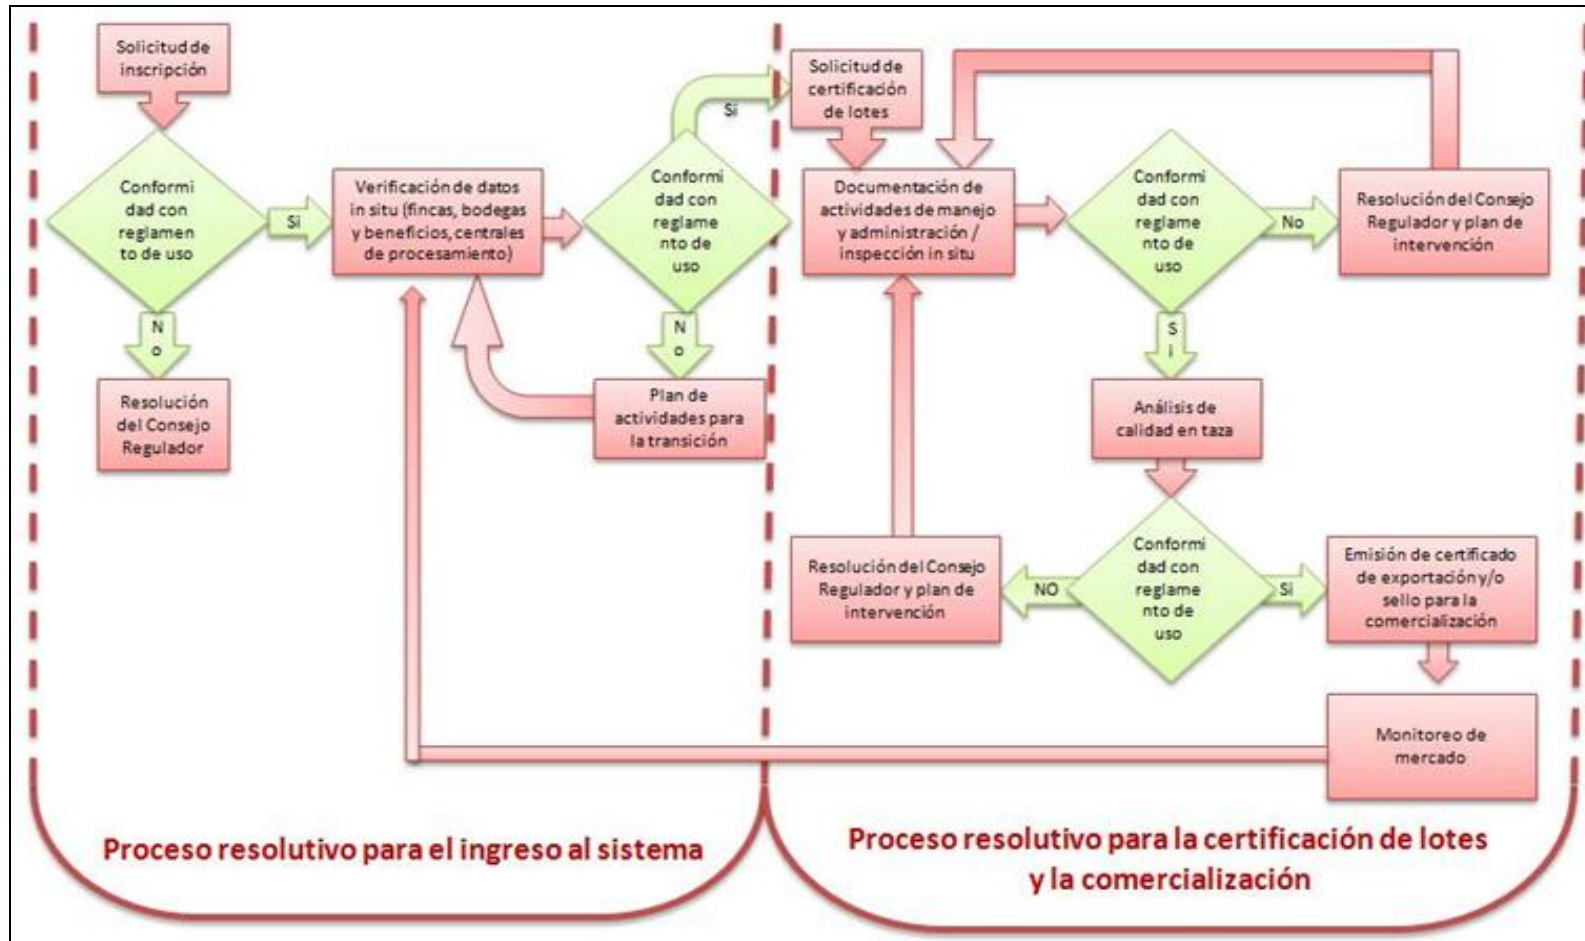 Solicitud de
inscripción
Conformi
dad con
reglamen
to de uso
Si
N
o
Resolución
del Consejo
Regulador
Verificación de datos
in situ (fincas, bodegas
y beneficios, centrales
de procesamiento)
Conformi
dad con
reglame
nto de
uso
Si
N
o
Plan de
actividades para
la transición
Solicitud de
certificación
de lotes
Documentación de
actividades de manejo
y administración /
inspección in situ
Conformi
dad con
reglame
nto de
uso
No
Resolución del Consejo
Regulador y plan de
intervención
S
i
Análisis de
calidad en taza
Conformi
dad con
reglame
nto de
uso
NO
Resolución del Consejo
Regulador y plan de
intervención
Si
Emisión de certificado
de exportación y/o
sello para la
comercialización
Monitoreo de
mercado
Proceso resolutivo para el ingreso al sistema
Proceso resolutivo para la certificación de lotes
y la comercialización